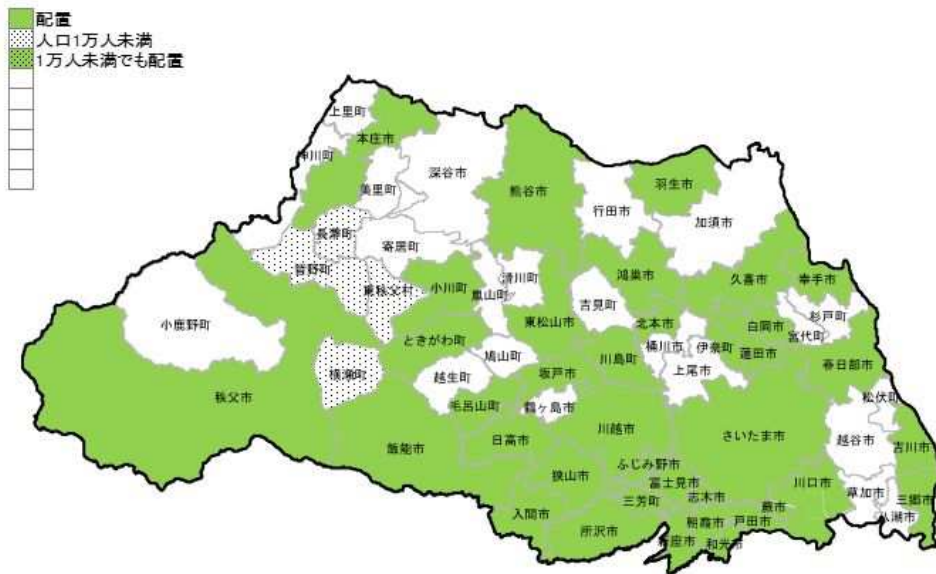 配置
人口1万人未満
1万人未満でも配置
上里町
本庄市
神川町
美里町
深谷市
熊谷市
羽生市
行田市
加須市
長瀞町
皆野町
寄居町
東秩父村
小川町
嵐山町
滑川町
吉見町
鴻巣市
久喜市
幸手市
小鹿野町
ときがわ町
東松山市
北本市
桶川市
伊奈町
白岡市
宮代町
杉戸町
蓮田市
春日部市
鳩山町
川島町
上尾市
横瀬町
越生町
坂戸市
松伏町
秩父市
毛呂山町
鶴ヶ島市
川越市
さいたま市
越谷市
吉川市
飯能市
日高市
狭山市
ふじみ野市
富士見市
川口市
草加市
三郷市
八潮市
入間市
三芳町
志木市
蕨市
戸田市
所沢市
朝霞市
新座市
和光市